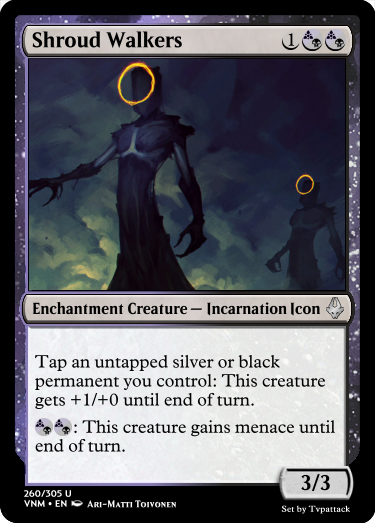 Shroud Walkers 1
Enchantment Creature — Incarnation Icon
Tap an untapped silver or black
permanent you control: This creature
gets +1/+0 until end of turn.
: This creature gains menace until
end of turn.
3/3
260/305 U
VNM • EN Ari-Matti Toivonen
Set by Tvpattack